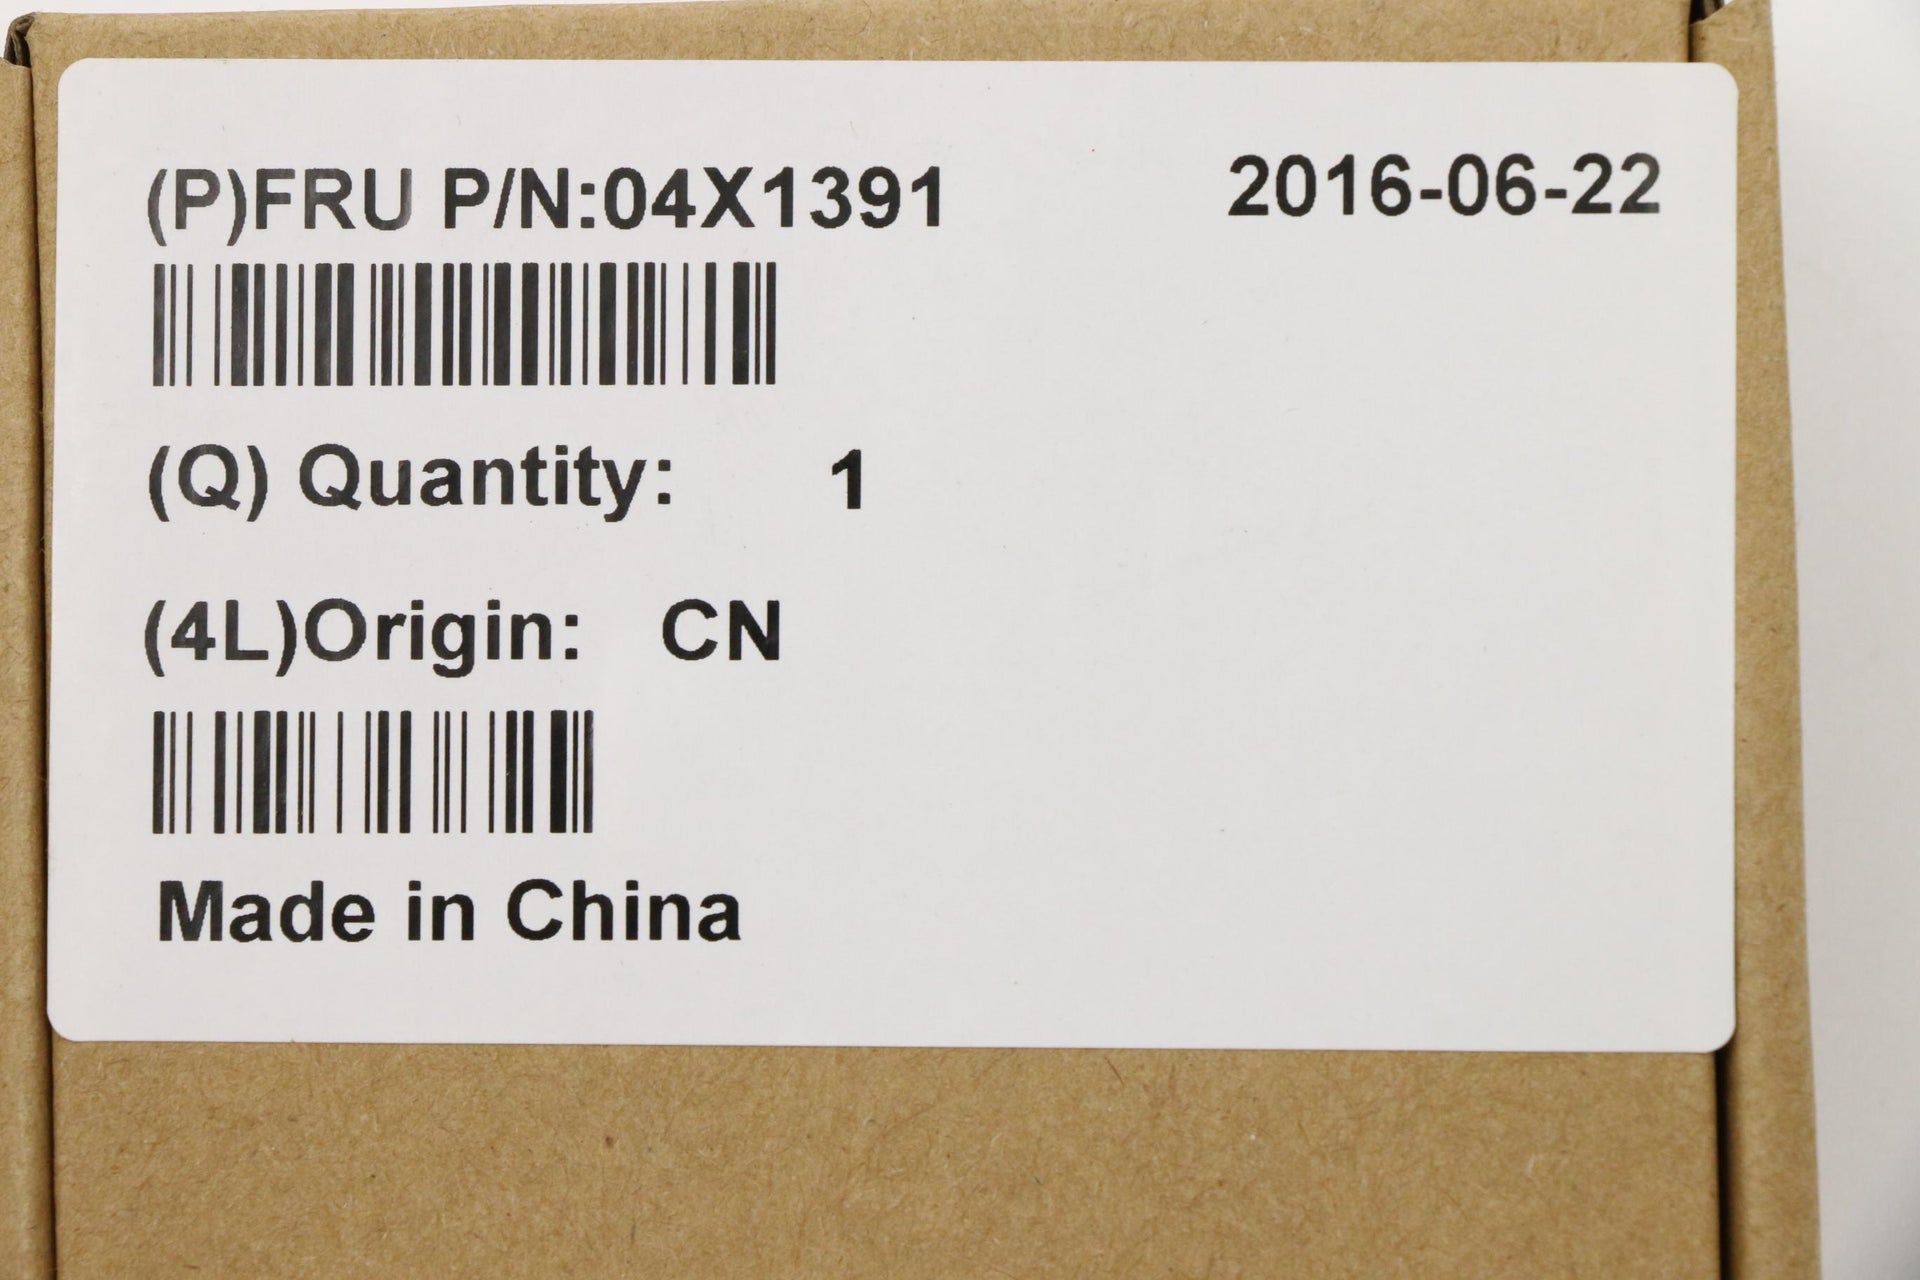 (P)FRU P/N:04X1391 2016-06-22
(Q) Quantity: 1
(4L)Origin: CN
Made in China